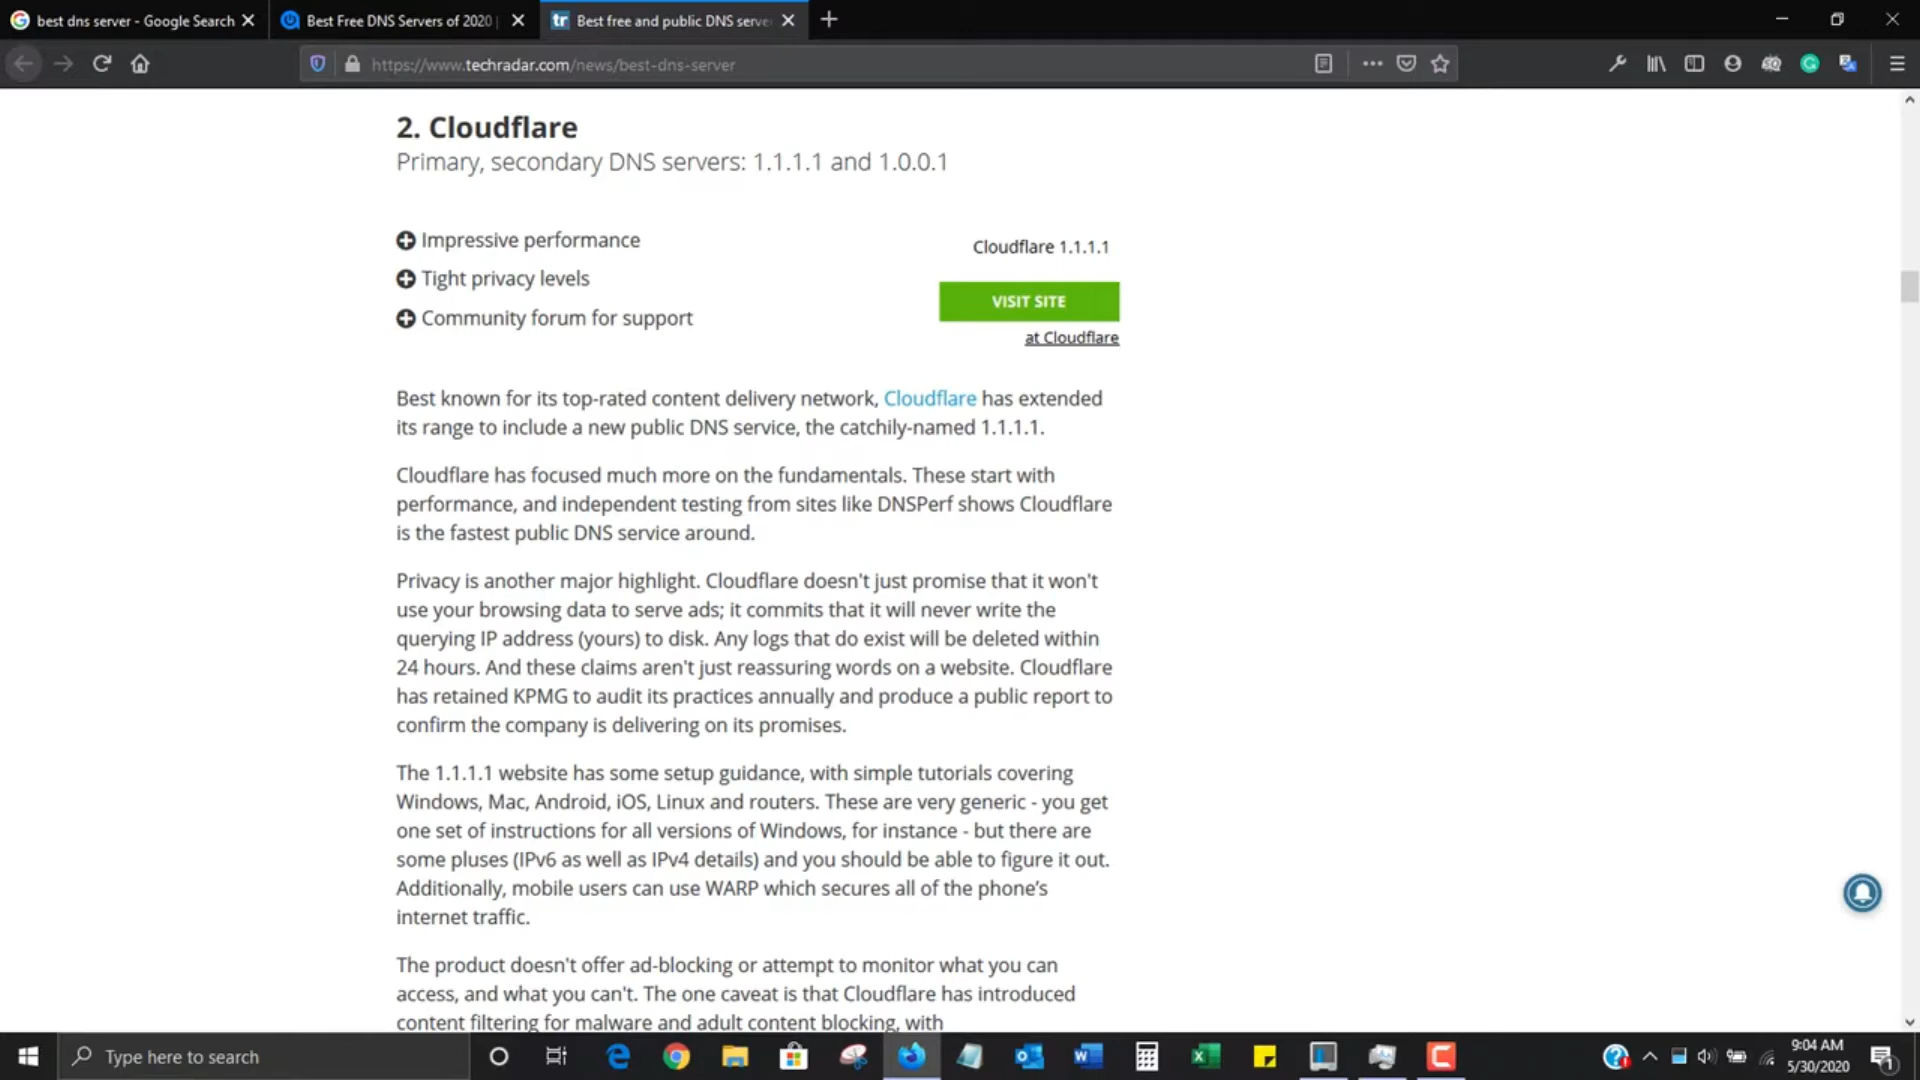 best dns server - Google Search
Best Free DNS Servers of 2020
Best free and public DNS serve
https://www.techradar.com/news/best-dns-server
2. Cloudflare
Primary, secondary DNS servers: 1.1.1.1 and 1.0.0.1
Impressive performance
Tight privacy levels
Community forum for support
Cloudflare 1.1.1.1
VISIT SITE
at Cloudflare
Best known for its top-rated content delivery network, Cloudflare has extended
its range to include a new public DNS service, the catchily-named 1.1.1.1.
Cloudflare has focused much more on the fundamentals. These start with
performance, and independent testing from sites like DNSPerf shows Cloudflare
is the fastest public DNS service around.
Privacy is another major highlight. Cloudflare doesn't just promise that it won't
use your browsing data to serve ads; it commits that it will never write the
querying IP address (yours) to disk. Any logs that do exist will be deleted within
24 hours. And these claims aren't just reassuring words on a website. Cloudflare
has retained KPMG to audit its practices annually and produce a public report to
confirm the company is delivering on its promises.
The 1.1.1.1 website has some setup guidance, with simple tutorials covering
Windows, Mac, Android, iOS, Linux and routers. These are very generic - you get
one set of instructions for all versions of Windows, for instance - but there are
some pluses (IPv6 as well as IPv4 details) and you should be able to figure it out.
Additionally, mobile users can use WARP which secures all of the phone’s
internet traffic.
The product doesn't offer ad-blocking or attempt to monitor what you can
access, and what you can't. The one caveat is that Cloudflare has introduced
content filtering for malware and adult content blocking, with
Type here to search
9:04 AM
5/30/2020